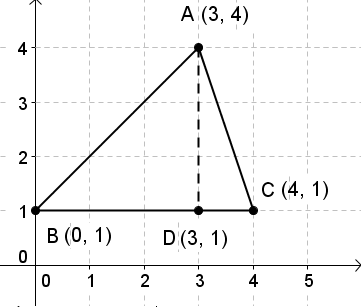 A (3, 4)
4
3
2
C (4, 1)
1
B (0, 1)
D (3, 1)
0
0 1 2 3 4 5